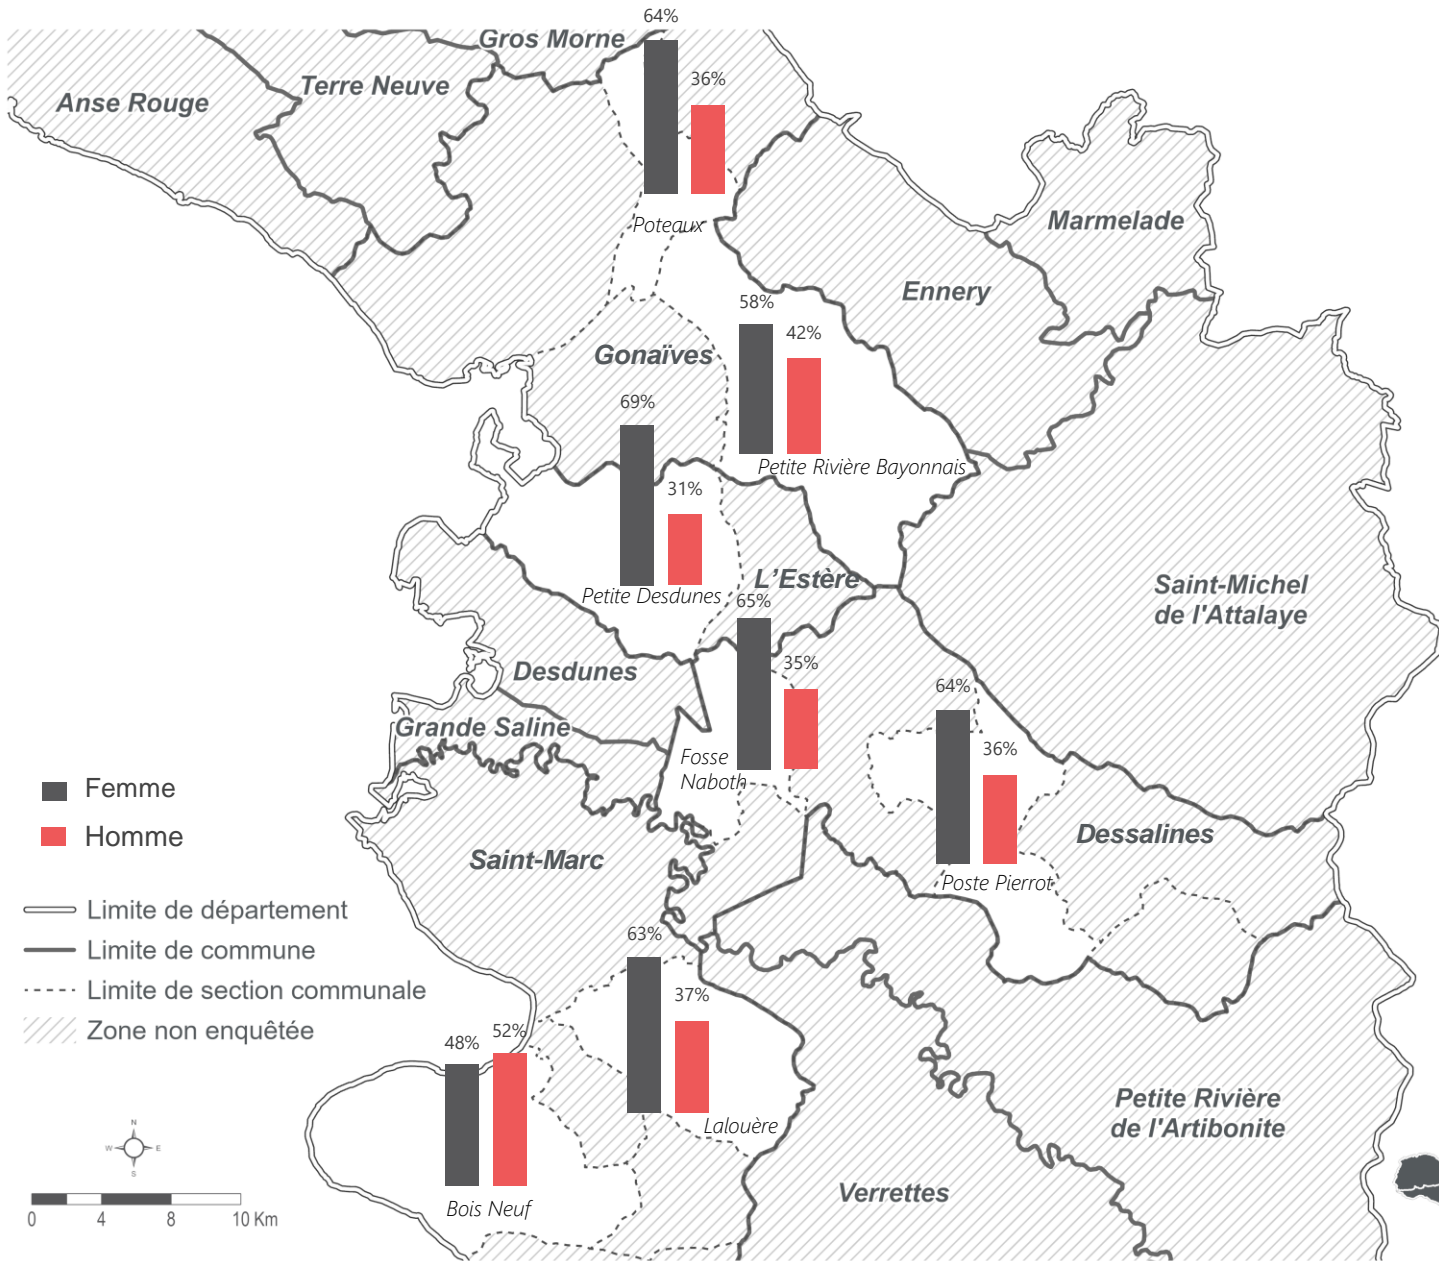 64%
Gros Morne
36%
Terre Neuve
Anse Rouge
Poteaux
Marmelade
Ennery
58%
42%
Gonaïves
69%
Petite Rivière Bayonnais
31%
L'Estère
Petite Desdunes
65%
Saint-Michel
de l'Attalaye
Desdunes
35%
64%
Grande Saline
36%
Fosse
Naboth
Femme
Homme
Dessalines
Saint-Marc
Poste Pierrot
Limite de département
Limite de commune
Limite de section communale
Zone non enquêtée
63%
37%
48%
52%
Petite Rivière
de l'Artibonite
Lalouère
N
W
E
S
Verrettes
Bois Neuf
0
4
8
10 Km